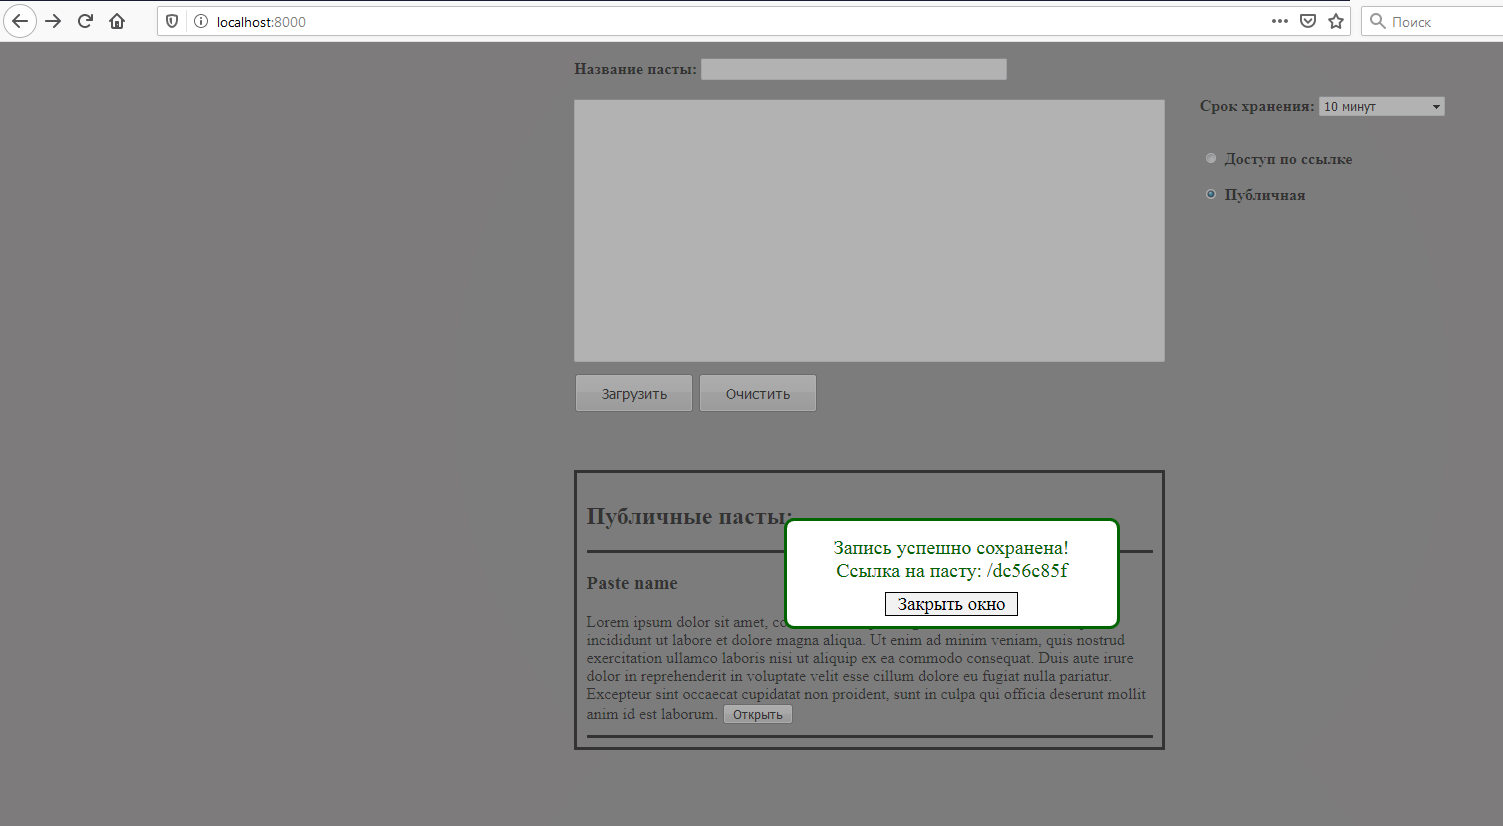 localhost:8000
Поиск
Название пасты:
Срок хранения: 10 минут
Доступ по ссылке
Публичная
Загрузить Очистить
Публичные пасты:
Запись успешно сохранена!
Ссылка на пасту: /dc56c85f
Закрыть окно
Paste name
Lorem ipsum dolor sit amet,
incididunt ut labore et dolore magna aliqua. Ut enim ad minim veniam, quis nostrud
exercitation ullamco laboris nisi ut aliquip ex ea commodo consequat. Duis aute irure
dolor in reprehenderit in voluptate velit esse cillum dolore eu fugiat nulla pariatur.
Excepteur sint occaecat cupidatat non proident, sunt in culpa qui officia deserunt mollit
anim id est laborum. Открыть